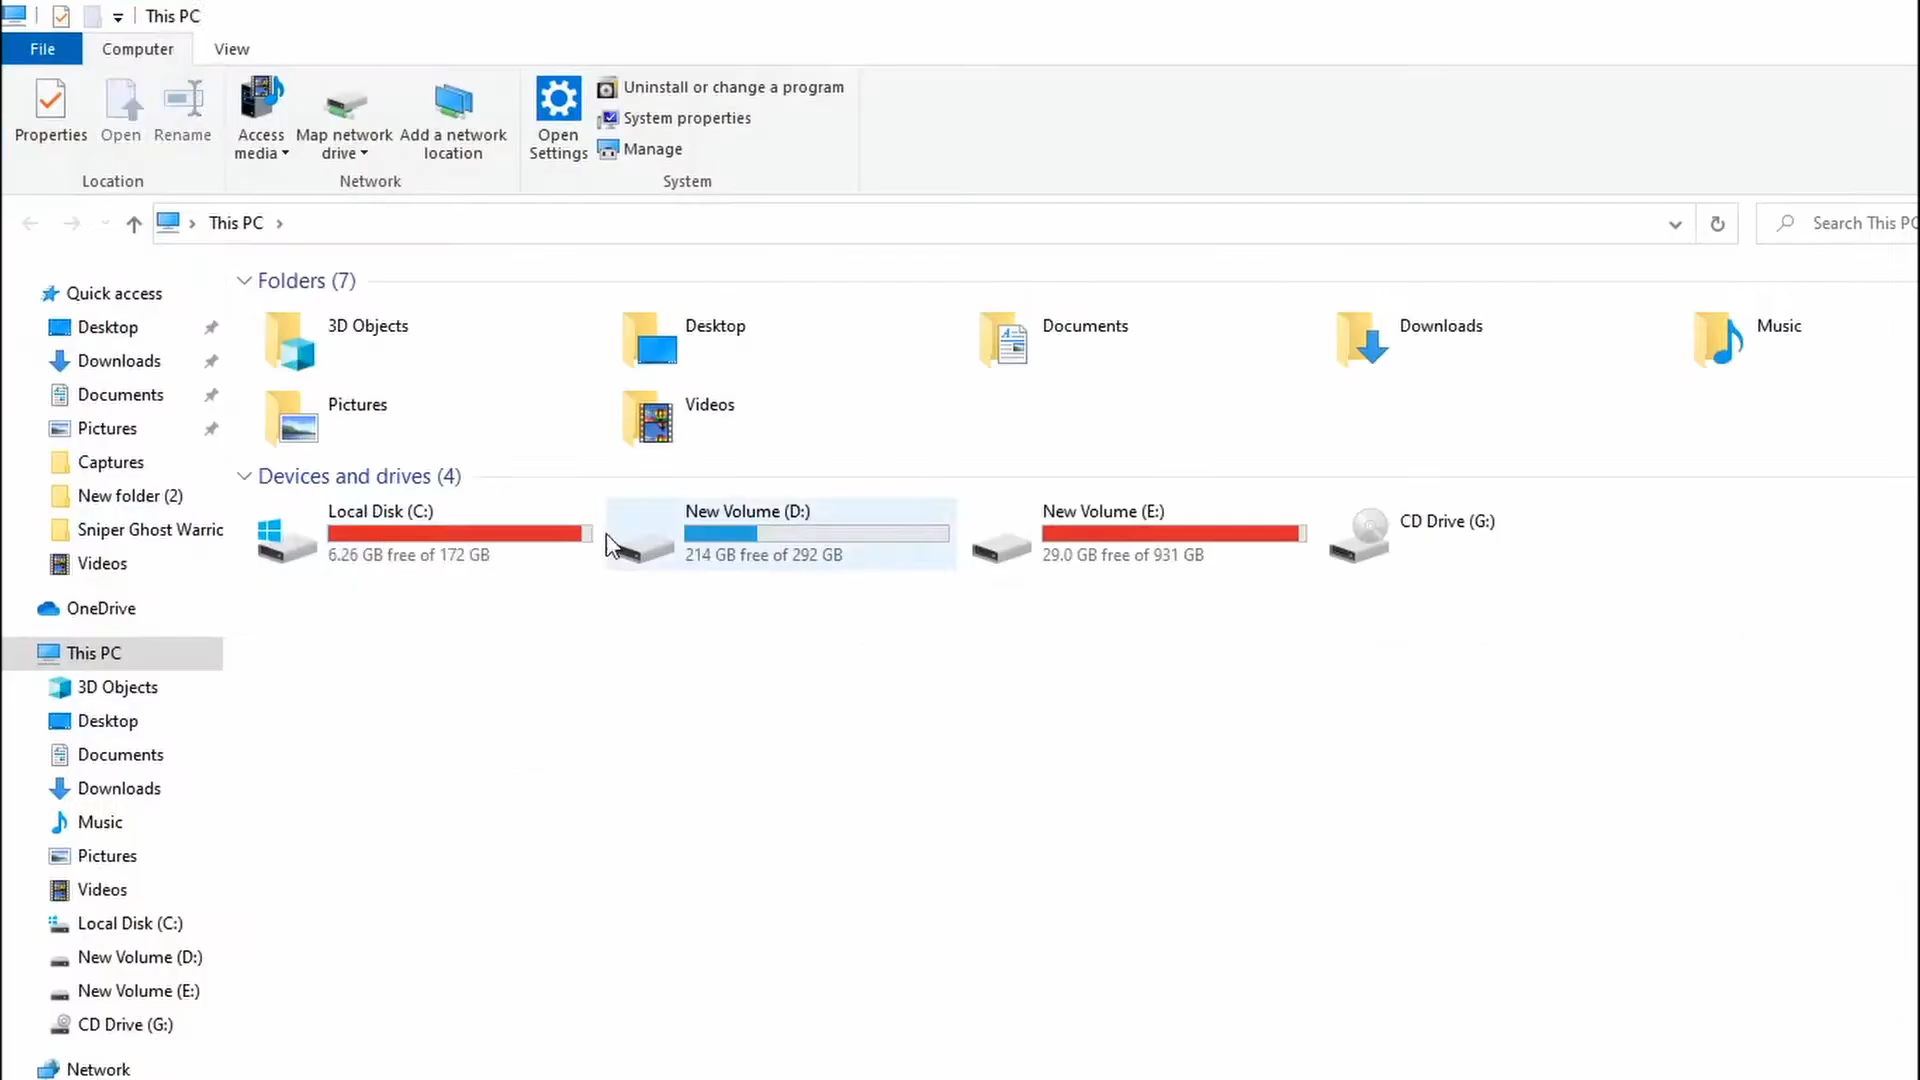 This PC
File
Computer
View
Properties
Open
Rename
Access
media
Map network
drive
Add a network
location
Open
Settings
Uninstall or change a program
System properties
Manage
Location
Network
System
This PC
Search This PC
Quick access
Desktop
Downloads
Documents
Pictures
Captures
New folder (2)
Sniper Ghost Warric
Videos
OneDrive
This PC
3D Objects
Desktop
Documents
Downloads
Music
Pictures
Videos
Local Disk (C:)
New Volume (D:)
New Volume (E:)
CD Drive (G:)
Network
Folders (7)
3D Objects
Desktop
Documents
Downloads
Music
Pictures
Videos
Devices and drives (4)
Local Disk (C:)
6.26 GB free of 172 GB
New Volume (D:)
214 GB free of 292 GB
New Volume (E:)
29.0 GB free of 931 GB
CD Drive (G:)